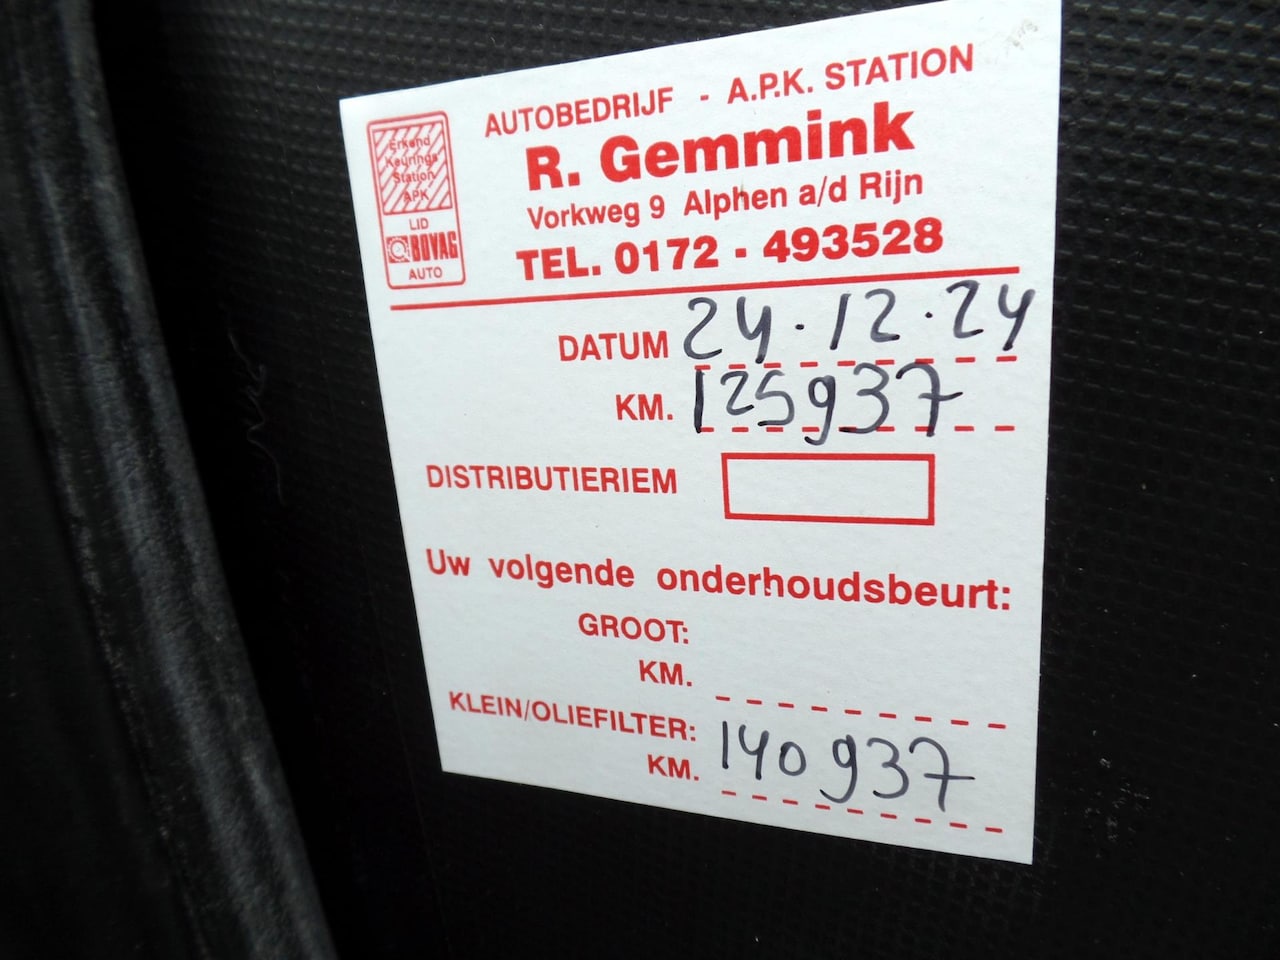 AUTOBEDRIJF - A.P.K. STATION
R. Gemmink
Vorkweg 9 Alphen a/d Rijn
TEL. 0172 - 493528
Erkend
Keurings
Station
APK
LID
BOVAG
AUTO
DATUM 24.12.24
KM. 125937
DISTRIBUTIERIEM
Uw volgende onderhoudsbeurt:
GROOT:
KM.
KLEIN/OLIEFILTER:
KM. 140937